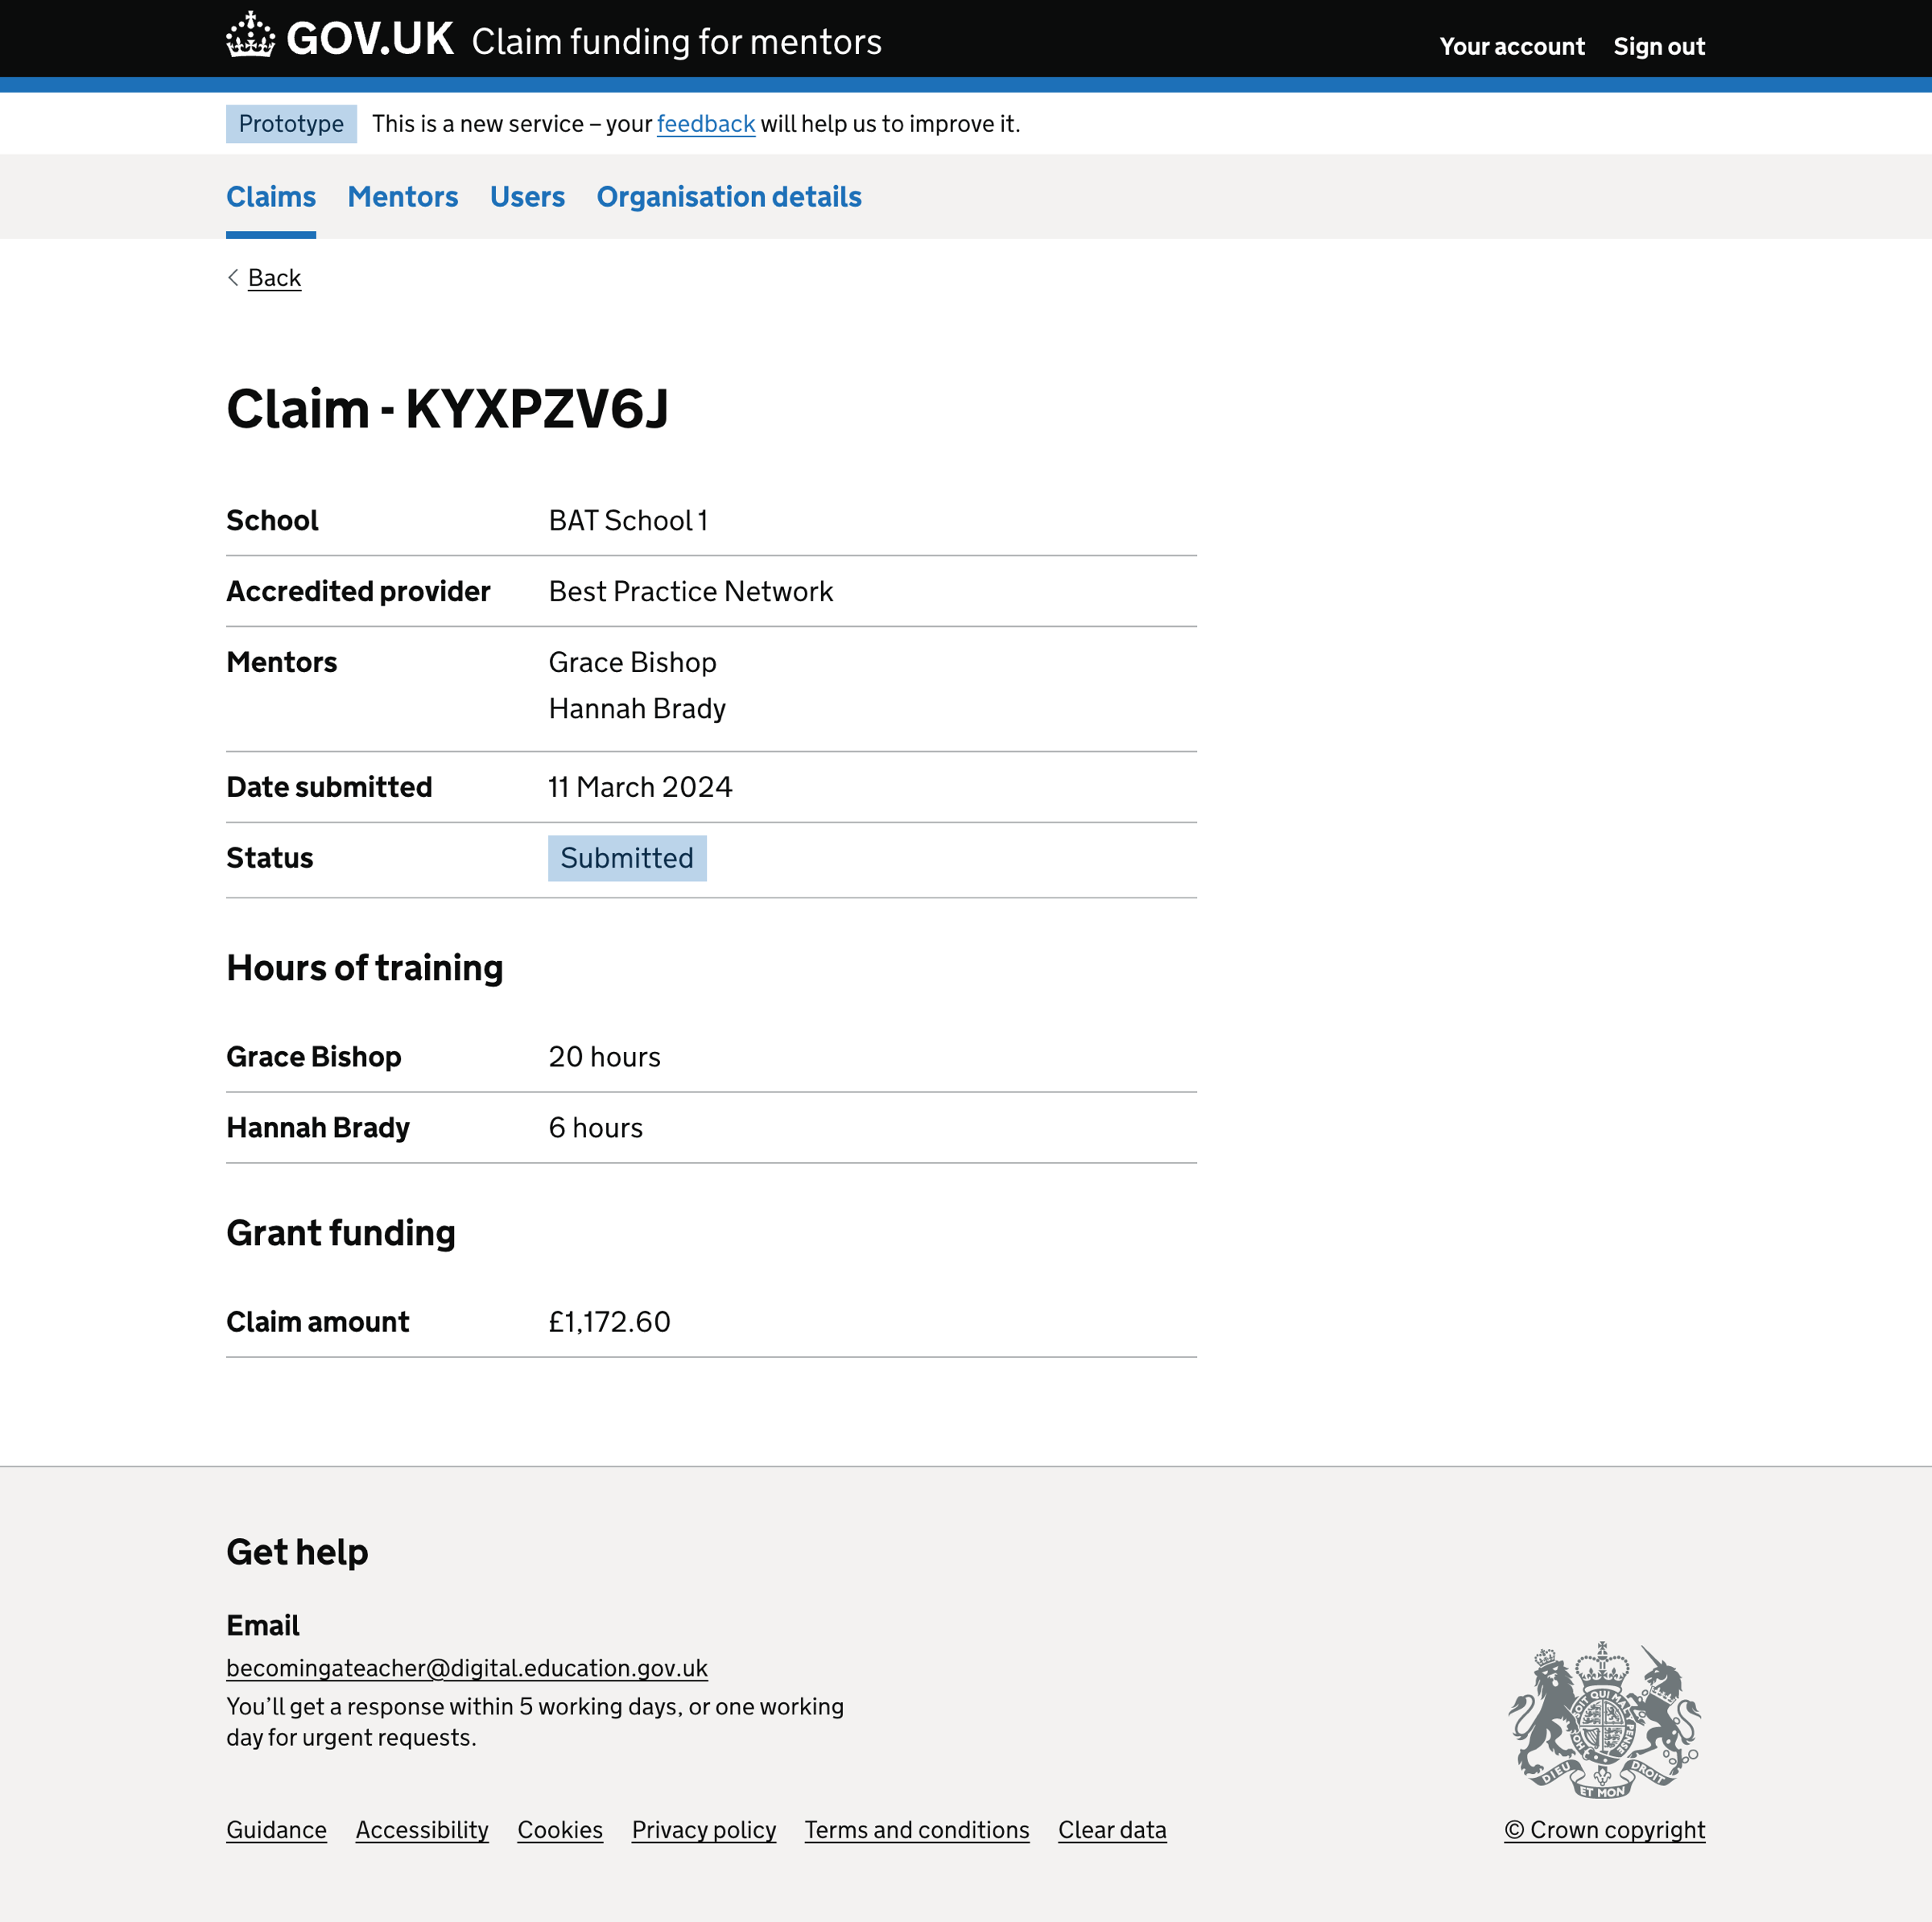 GOV.UK Claim funding for mentors
Your account Sign out
Prototype This is a new service – your feedback will help us to improve it.
Claims Mentors Users Organisation details
Back
Claim - KYXPZV6J
School BAT School 1
Accredited provider Best Practice Network
Mentors Grace Bishop
Hannah Brady
Date submitted 11 March 2024
Status Submitted
Hours of training
Grace Bishop 20 hours
Hannah Brady 6 hours
Grant funding
Claim amount £1,172.60
Get help
Email
becomingateacher@digital.education.gov.uk
You’ll get a response within 5 working days, or one working
day for urgent requests.
DIEU ET MON DROIT
Guidance Accessibility Cookies Privacy policy Terms and conditions Clear data
© Crown copyright